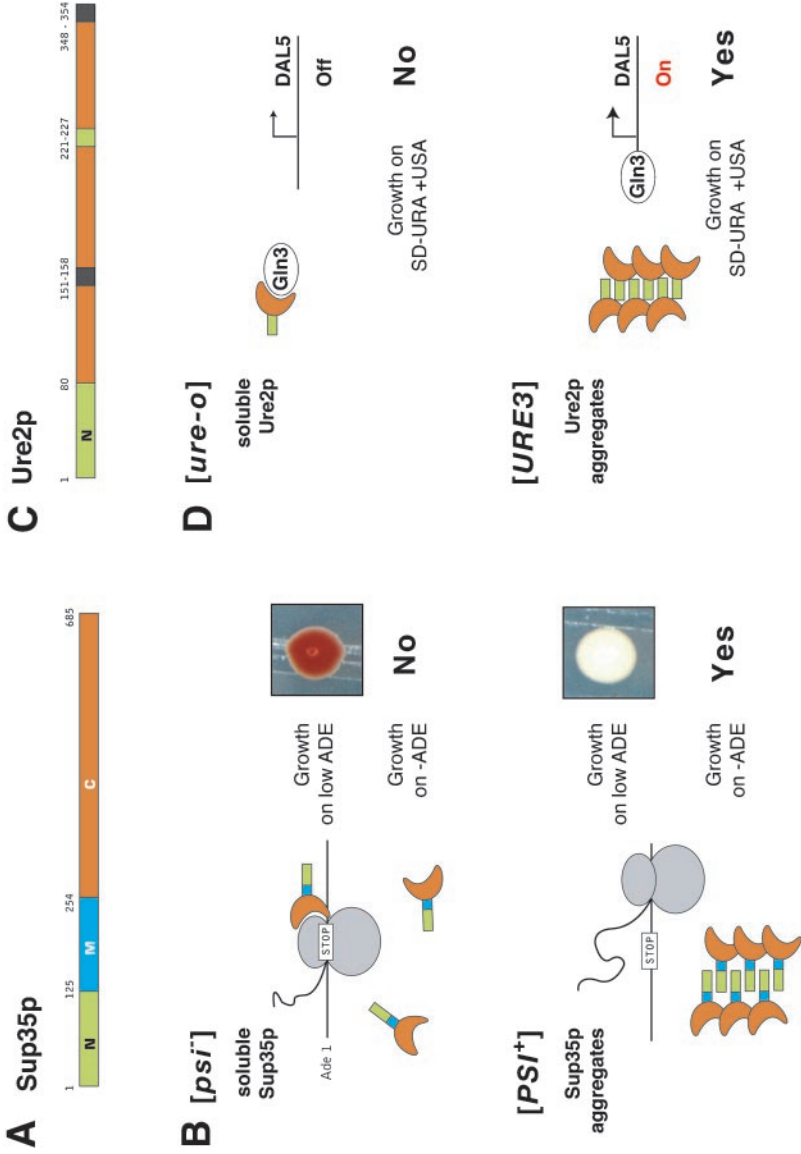 A
Sup35p
1
125
254
685
N
M
C
B
[psi-]
soluble
Sup35p
Ade 1
STOP
Growth
on low ADE
Growth
on -ADE
No
[PSI+]
Sup35p
aggregates
STOP
Growth
on low ADE
Growth
on -ADE
Yes
C
Ure2p
1
80
151-158
221-227
348 - 354
N
D
[ure-o]
soluble
Ure2p
Gln3
DAL5
Off
Growth on
SD-URA +USA
No
[URE3]
Ure2p
aggregates
Gln3
DAL5
On
Growth on
SD-URA +USA
Yes